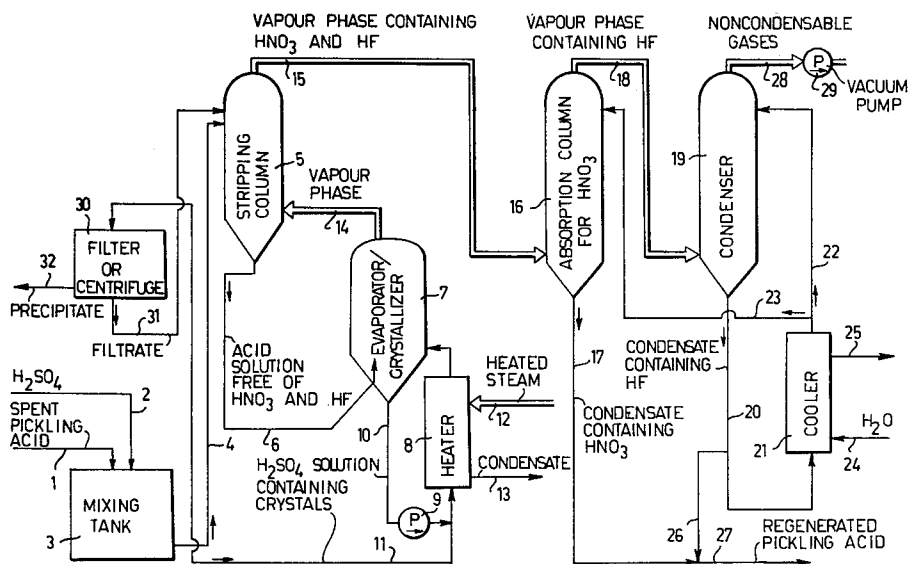 VAPOUR PHASE CONTAINING
HNO3 AND HF
15
VAPOUR PHASE
CONTAINING HF
18
NONCONDENSABLE
GASES
28
P
29
VACUUM
PUMP
STRIPPING
COLUMN
5
VAPOUR
PHASE
14
16
ABSORPTION COLUMN
FOR HNO3
19
CONDENSER
30
FILTER
OR
CENTRIFUGE
32
PRECIPITATE
31
FILTRATE
EVAPORATOR/
CRYSTALLIZER
7
22
23
ACID
SOLUTION
FREE OF
HNO3 AND HF
6
HEATED
STEAM
12
HEATER
8
CONDENSATE
13
17
CONDENSATE
CONTAINING
HNO3
CONDENSATE
CONTAINING
HF
20
COOLER
21
25
H2O
24
H2SO4
2
SPENT
PICKLING
ACID
1
MIXING
TANK
3
4
10
H2SO4 SOLUTION
CONTAINING
CRYSTALS
P
9
11
26
27
REGENERATED
PICKLING ACID